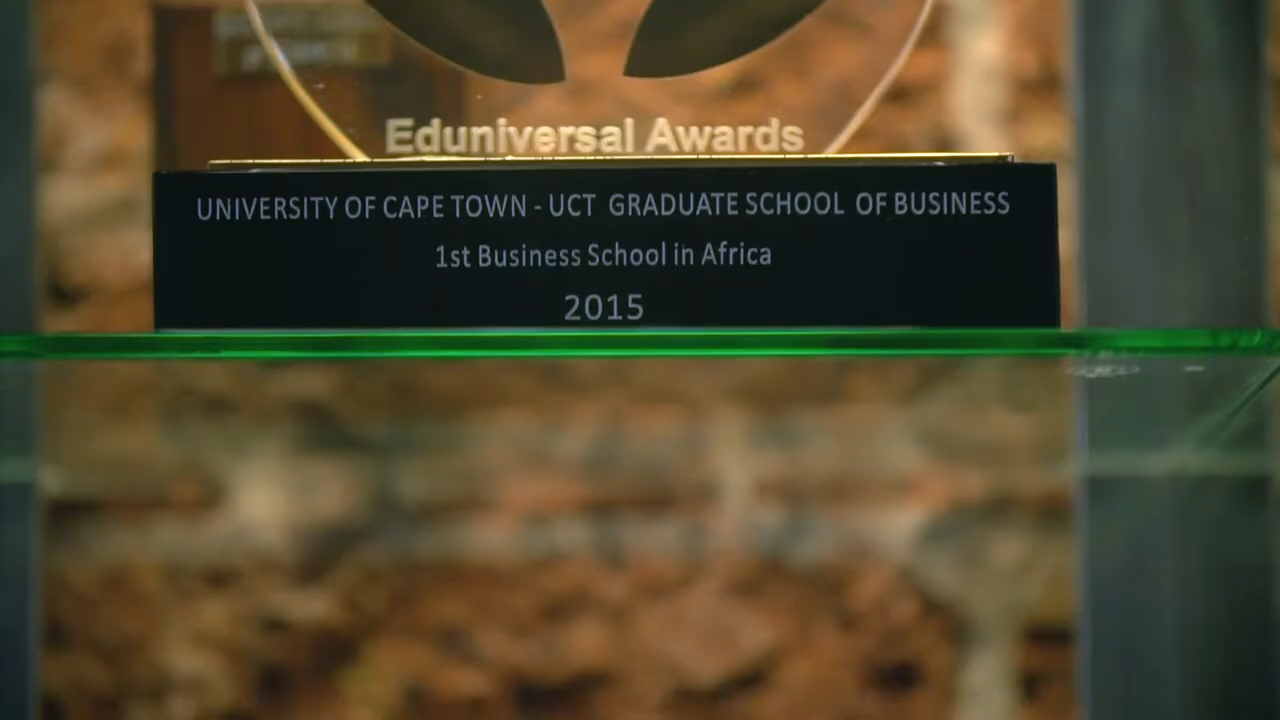 Eduniversal Awards
UNIVERSITY OF CAPE TOWN - UCT GRADUATE SCHOOL OF BUSINESS
1st Business School in Africa
2015